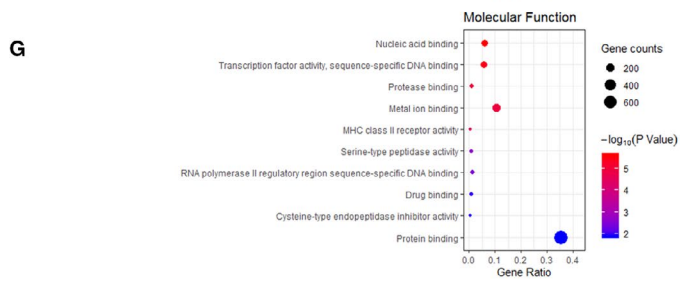 G
Molecular Function
Nucleic acid binding
Transcription factor activity, sequence-specific DNA binding
Protease binding
Metal ion binding
MHC class II receptor activity
Serine-type peptidase activity
RNA polymerase II regulatory region sequence-specific DNA binding
Drug binding
Cysteine-type endopeptidase inhibitor activity
Protein binding
0.0 0.1 0.2 0.3 0.4
Gene Ratio
Gene counts
200
400
600
−log10(P Value)
5
4
3
2